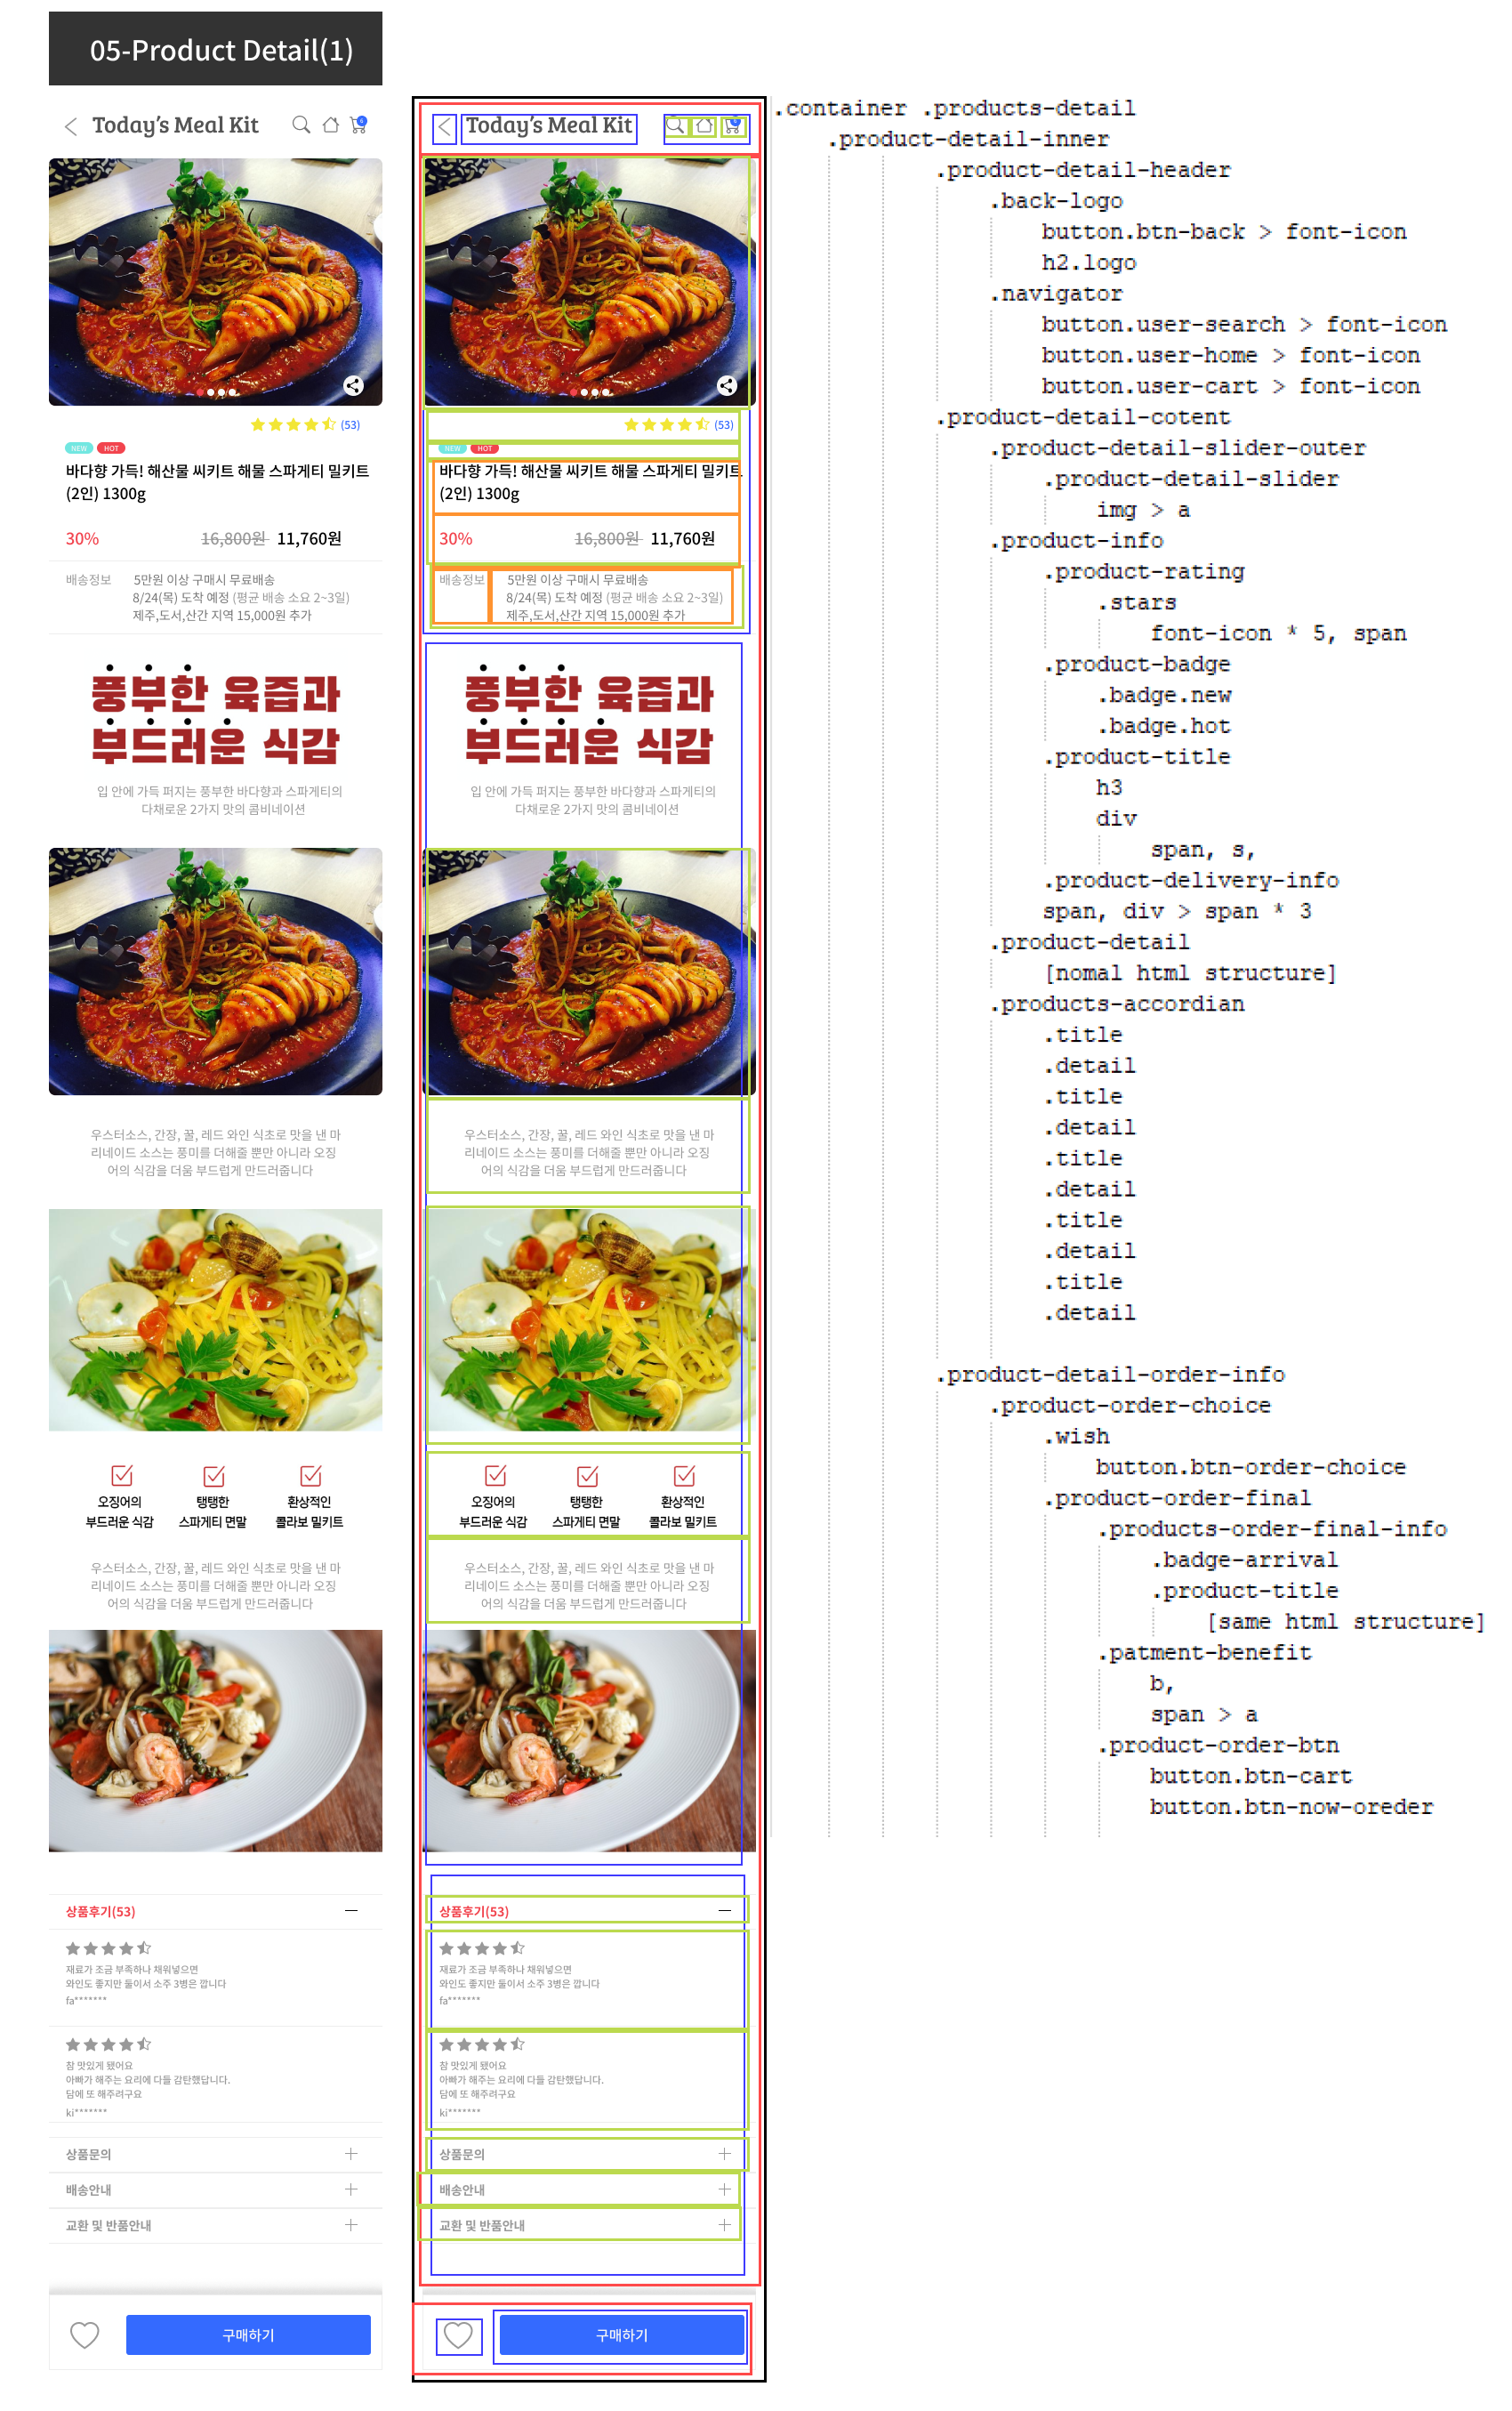 05-Product Detail(1)
Today's Meal Kit
6
(53)
NEW HOT
바다향 가득! 해산물 씨키트 해물 스파게티 밀키트
(2인) 1300g
30% 16,800원 11,760원
배송정보 5만원 이상 구매시 무료배송
8/24(목) 도착 예정 (평균 배송 소요 2~3일)
제주,도서,산간 지역 15,000원 추가
풍부한 육즙과
부드러운 식감
입 안에 가득 퍼지는 풍부한 바다향과 스파게티의
다채로운 2가지 맛의 콤비네이션
우스터소스, 간장, 꿀, 레드 와인 식초로 맛을 낸 마
리네이드 소스는 풍미를 더해줄 뿐만 아니라 오징
어의 식감을 더움 부드럽게 만드러줍니다
오징어의 탱탱한 환상적인
부드러운 식감 스파게티 면말 콜라보 밀키트
우스터소스, 간장, 꿀, 레드 와인 식초로 맛을 낸 마
리네이드 소스는 풍미를 더해줄 뿐만 아니라 오징
어의 식감을 더움 부드럽게 만드러줍니다
상품후기(53)
재료가 조금 부족하나 채워넣으면
와인도 좋지만 둘이서 소주 3병은 깝니다
fa*******
참 맛있게 됐어요
아빠가 해주는 요리에 다들 감탄했답니다.
담에 또 해주려구요
ki*******
상품문의
배송안내
교환 및 반품안내
구매하기
Today's Meal Kit
6
(53)
NEW HOT
바다향 가득! 해산물 씨키트 해물 스파게티 밀키트
(2인) 1300g
30% 16,800원 11,760원
배송정보 5만원 이상 구매시 무료배송
8/24(목) 도착 예정 (평균 배송 소요 2~3일)
제주,도서,산간 지역 15,000원 추가
풍부한 육즙과
부드러운 식감
입 안에 가득 퍼지는 풍부한 바다향과 스파게티의
다채로운 2가지 맛의 콤비네이션
우스터소스, 간장, 꿀, 레드 와인 식초로 맛을 낸 마
리네이드 소스는 풍미를 더해줄 뿐만 아니라 오징
어의 식감을 더움 부드럽게 만드러줍니다
오징어의 탱탱한 환상적인
부드러운 식감 스파게티 면말 콜라보 밀키트
우스터소스, 간장, 꿀, 레드 와인 식초로 맛을 낸 마
리네이드 소스는 풍미를 더해줄 뿐만 아니라 오징
어의 식감을 더움 부드럽게 만드러줍니다
상품후기(53)
재료가 조금 부족하나 채워넣으면
와인도 좋지만 둘이서 소주 3병은 깝니다
fa*******
참 맛있게 됐어요
아빠가 해주는 요리에 다들 감탄했답니다.
담에 또 해주려구요
ki*******
상품문의
배송안내
교환 및 반품안내
구매하기
.container .products-detail
.product-detail-inner
.product-detail-header
.back-logo
button.btn-back > font-icon
h2.logo
.navigator
button.user-search > font-icon
button.user-home > font-icon
button.user-cart > font-icon
.product-detail-cotent
.product-detail-slider-outer
.product-detail-slider
img > a
.product-info
.product-rating
.stars
font-icon * 5, span
.product-badge
.badge.new
.badge.hot
.product-title
h3
div
span, s,
.product-delivery-info
span, div > span * 3
.product-detail
[nomal html structure]
.products-accordian
.title
.detail
.title
.detail
.title
.detail
.title
.detail
.title
.detail
.product-detail-order-info
.product-order-choice
.wish
button.btn-order-choice
.product-order-final
.products-order-final-info
.badge-arrival
.product-title
[same html structure]
.patment-benefit
b,
span > a
.product-order-btn
button.btn-cart
button.btn-now-oreder